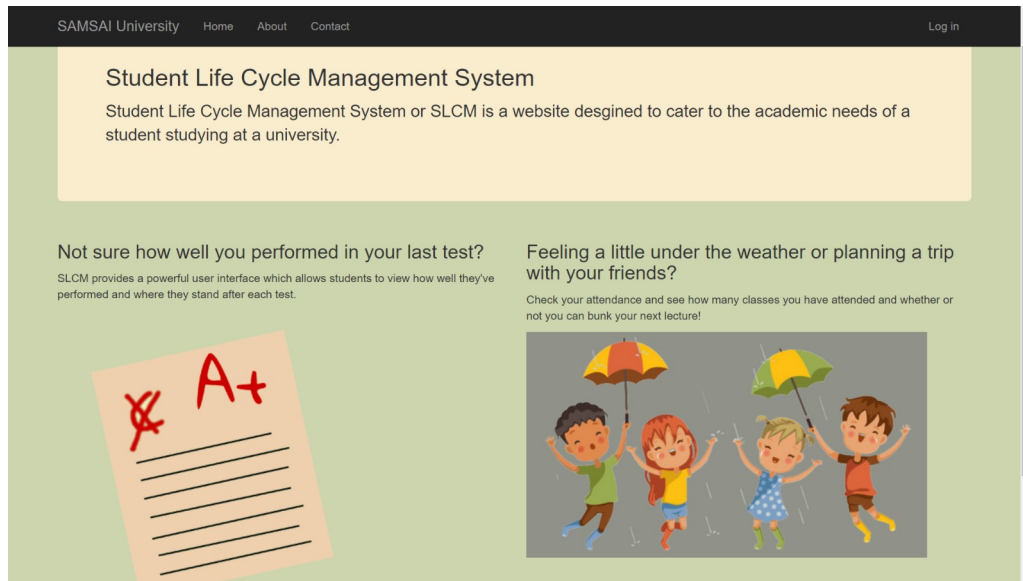 SAMSAI University Home About Contact Log in
Student Life Cycle Management System
Student Life Cycle Management System or SLCM is a website desgined to cater to the academic needs of a
student studying at a university.
Not sure how well you performed in your last test?
SLCM provides a powerful user interface which allows students to view how well they've
performed and where they stand after each test.
Feeling a little under the weather or planning a trip
with your friends?
Check your attendance and see how many classes you have attended and whether or
not you can bunk your next lecture!
A+